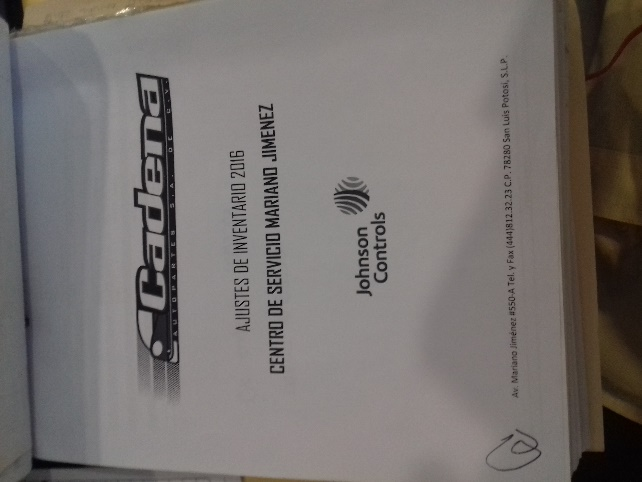 Cadena
AUTOPARTES S.A. DE C.V.
AJUSTES DE INVENTARIO 2016
CENTRO DE SERVICIO MARIANO JIMENEZ
Johnson
Controls
Av. Mariano Jiménez #550-A Tel. y Fax (444)812.32.23 C.P. 78280 San Luis Potosí, S.L.P.